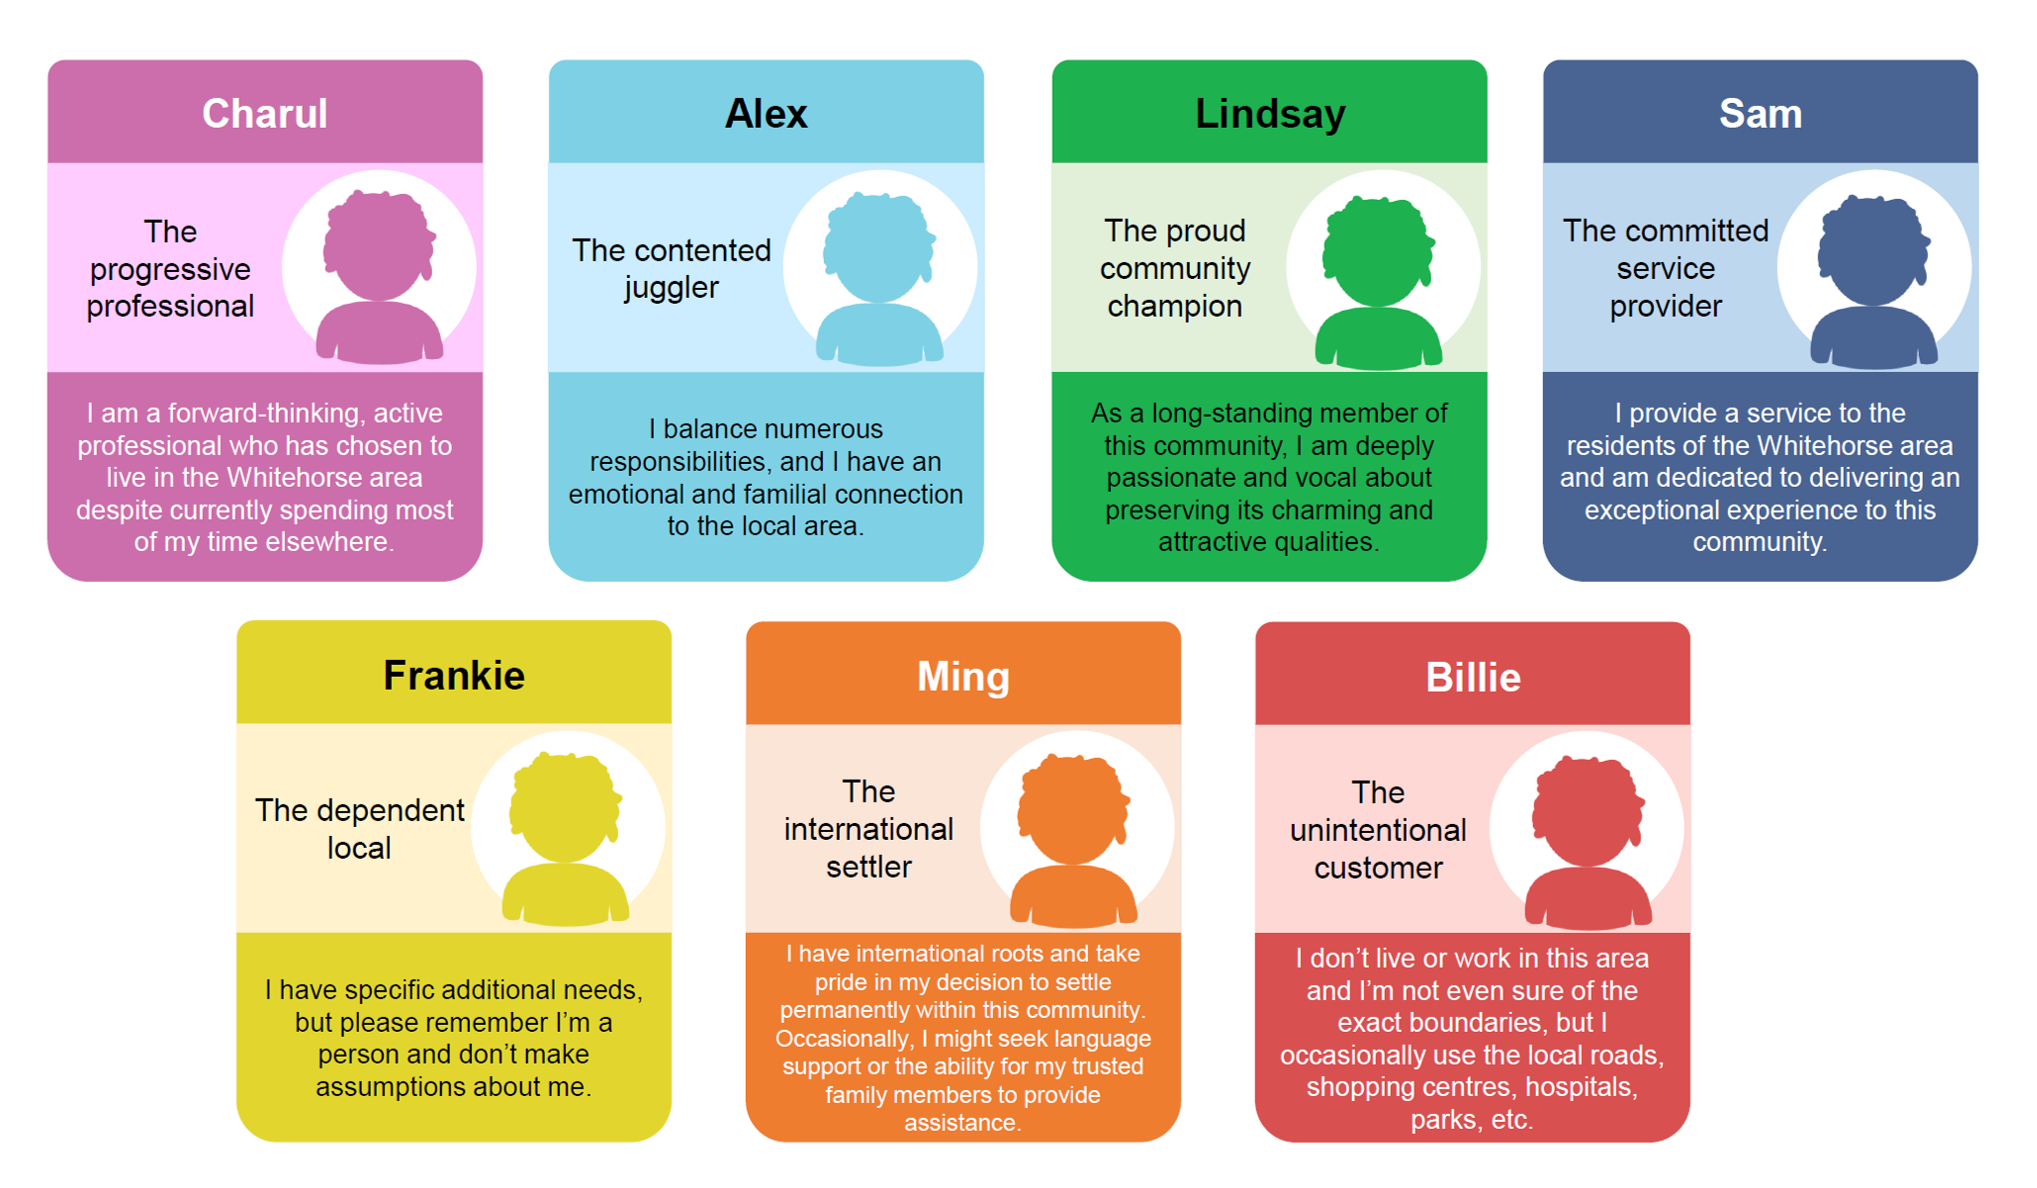 Charul
The
progressive
professional
I am a forward-thinking, active
professional who has chosen to
live in the Whitehorse area
despite currently spending most
of my time elsewhere.
Alex
The contented
juggler
I balance numerous
responsibilities, and I have an
emotional and familial connection
to the local area.
Lindsay
The proud
community
champion
As a long-standing member of
this community, I am deeply
passionate and vocal about
preserving its charming and
attractive qualities.
Sam
The committed
service
provider
I provide a service to the
residents of the Whitehorse area
and am dedicated to delivering an
exceptional experience to this
community.
Frankie
The dependent
local
I have specific additional needs,
but please remember I’m a
person and don’t make
assumptions about me.
Ming
The
international
settler
I have international roots and take
pride in my decision to settle
permanently within this community.
Occasionally, I might seek language
support or the ability for my trusted
family members to provide
assistance.
Billie
The
unintentional
customer
I don’t live or work in this area
and I’m not even sure of the
exact boundaries, but I
occasionally use the local roads,
shopping centres, hospitals,
parks, etc.